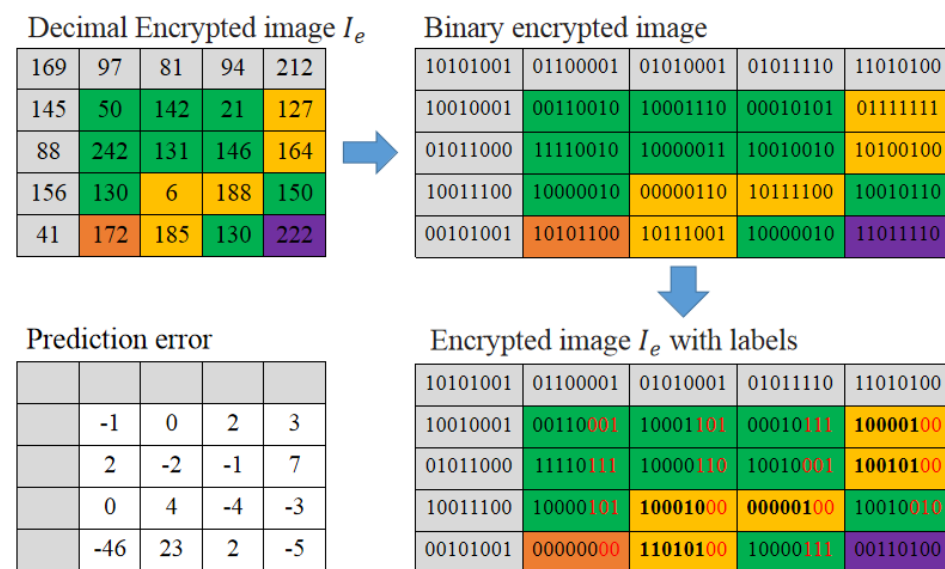 Decimal Encrypted image Iₑ
169 97 81 94 212
145 50 142 21 127
88 242 131 146 164
156 130 6 188 150
41 172 185 130 222
Binary encrypted image
10101001 01100001 01010001 01011110 11010100
10010001 00110010 10001110 00010101 01111111
01011000 11110010 10000011 10010010 10100100
10011100 10000010 00000110 10111100 10010110
00101001 10101100 10111001 10000010 11011110
Prediction error
-1 0 2 3
2 -2 -1 7
0 4 -4 -3
-46 23 2 -5
Encrypted image Iₑ with labels
10101001 01100001 01010001 01011110 11010100
10010001 00110001 10001101 00010111 10000100
01011000 11110111 10000110 10010001 10010100
10011100 10000101 10001000 00000100 10010010
00101001 00000000 11010100 10000111 00110100